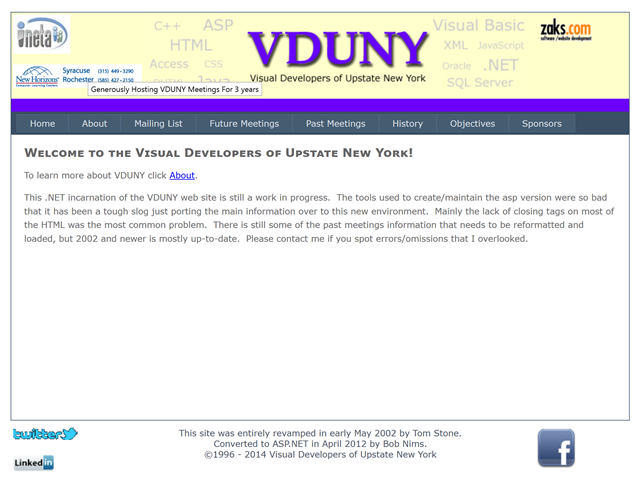 ineta
C++ ASP
HTML
Access CSS
Java
VDUNY
Visual Developers of Upstate New York
Visual Basic
XML JavaScript
Oracle .NET
SQL Server
zaks.com
software / website development
New Horizons
Computer Learning Centers
Syracuse (315) 449-3290
Rochester (585) 427-2150
Generously Hosting VDUNY Meetings For 3 years
Home About Mailing List Future Meetings Past Meetings History Objectives Sponsors
Welcome to the Visual Developers of Upstate New York!
To learn more about VDUNY click About.
This .NET incarnation of the VDUNY web site is still a work in progress. The tools used to create/maintain the asp version were so bad
that it has been a tough slog just porting the main information over to this new environment. Mainly the lack of closing tags on most of
the HTML was the most common problem. There is still some of the past meetings information that needs to be reformatted and
loaded, but 2002 and newer is mostly up-to-date. Please contact me if you spot errors/omissions that I overlooked.
twitter
Linked in
This site was entirely revamped in early May 2002 by Tom Stone.
Converted to ASP.NET in April 2012 by Bob Nims.
©1996 - 2014 Visual Developers of Upstate New York
f